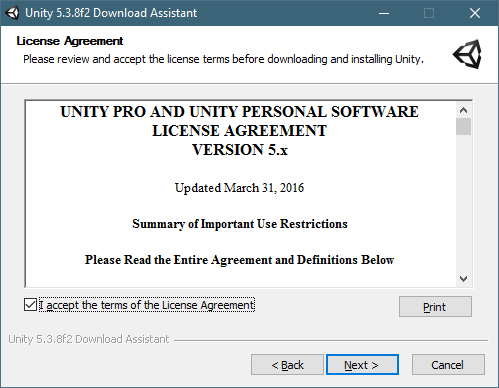 Unity 5.3.8f2 Download Assistant
License Agreement
Please review and accept the license terms before downloading and installing Unity.
UNITY PRO AND UNITY PERSONAL SOFTWARE
LICENSE AGREEMENT
VERSION 5.x
Updated March 31, 2016
Summary of Important Use Restrictions
Please Read the Entire Agreement and Definitions Below
I accept the terms of the License Agreement
Print
Unity 5.3.8f2 Download Assistant
< Back
Next >
Cancel